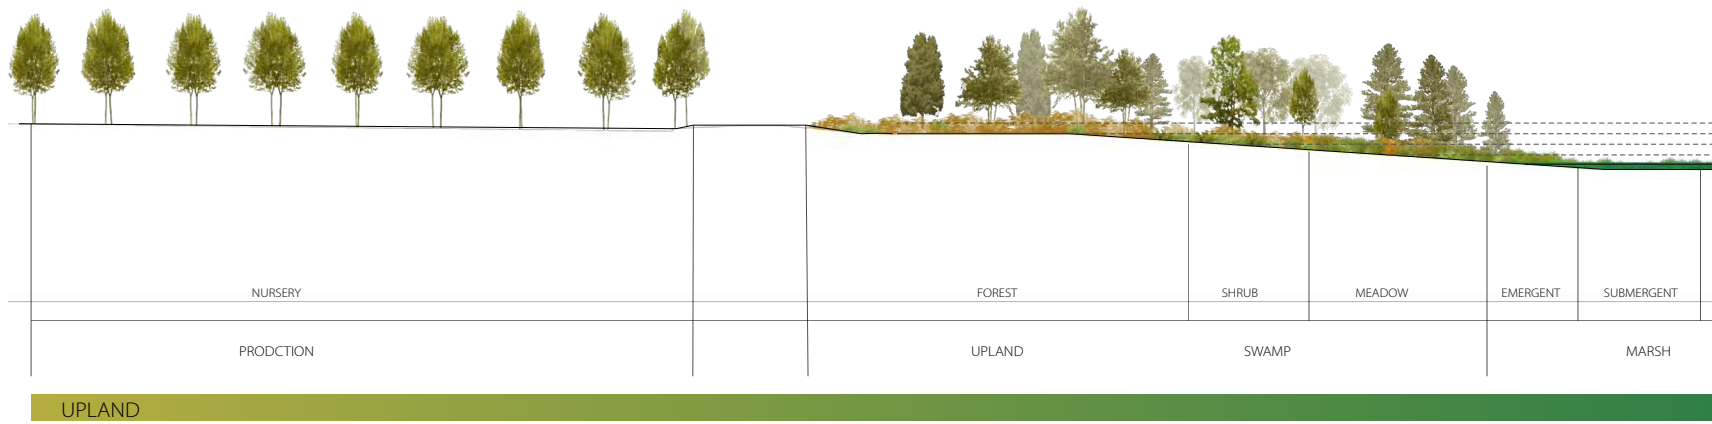 NURSERY FOREST SHRUB MEADOW EMERGENT SUBMERGENT
PRODCTION UPLAND SWAMP MARSH
UPLAND